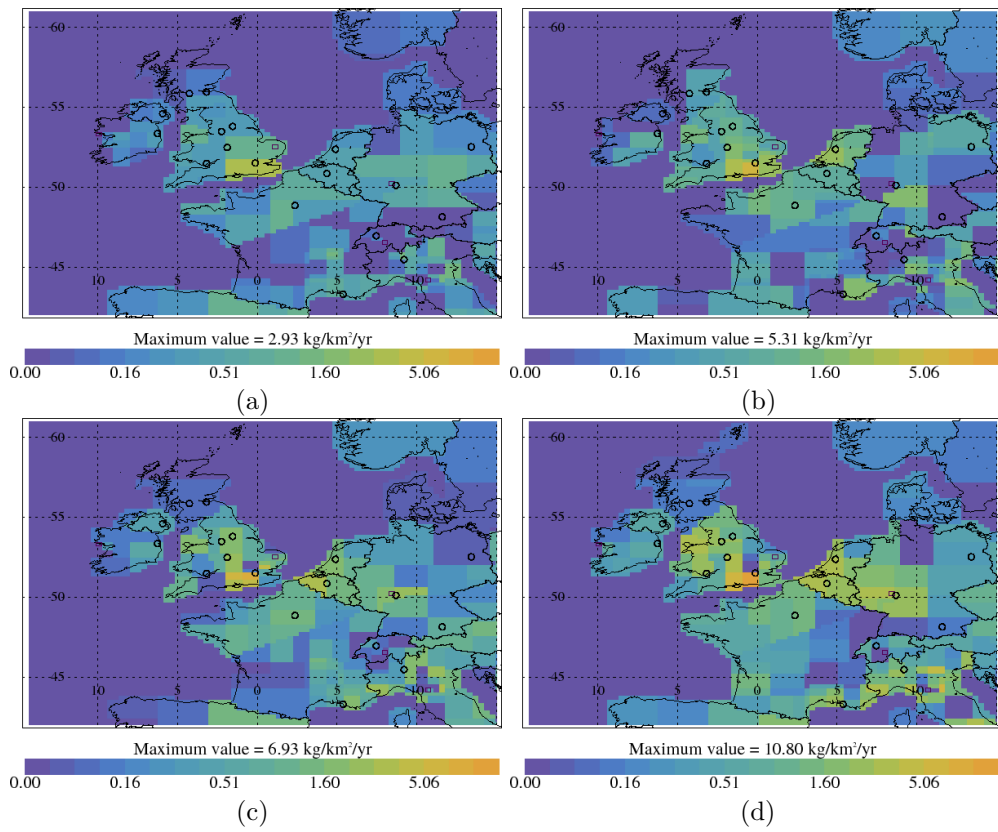 60 60
55 55
50 50
45 45
10 5 0 5 10 10 5 0 5 10
Maximum value = 2.93 kg/km²/yr Maximum value = 5.31 kg/km²/yr
0.00 0.16 0.51 1.60 5.06 0.00 0.16 0.51 1.60 5.06
(a) (b)
60 60
55 55
50 50
45 45
10 5 0 5 10 10 5 0 5 10
Maximum value = 6.93 kg/km²/yr Maximum value = 10.80 kg/km²/yr
0.00 0.16 0.51 1.60 5.06 0.00 0.16 0.51 1.60 5.06
(c) (d)